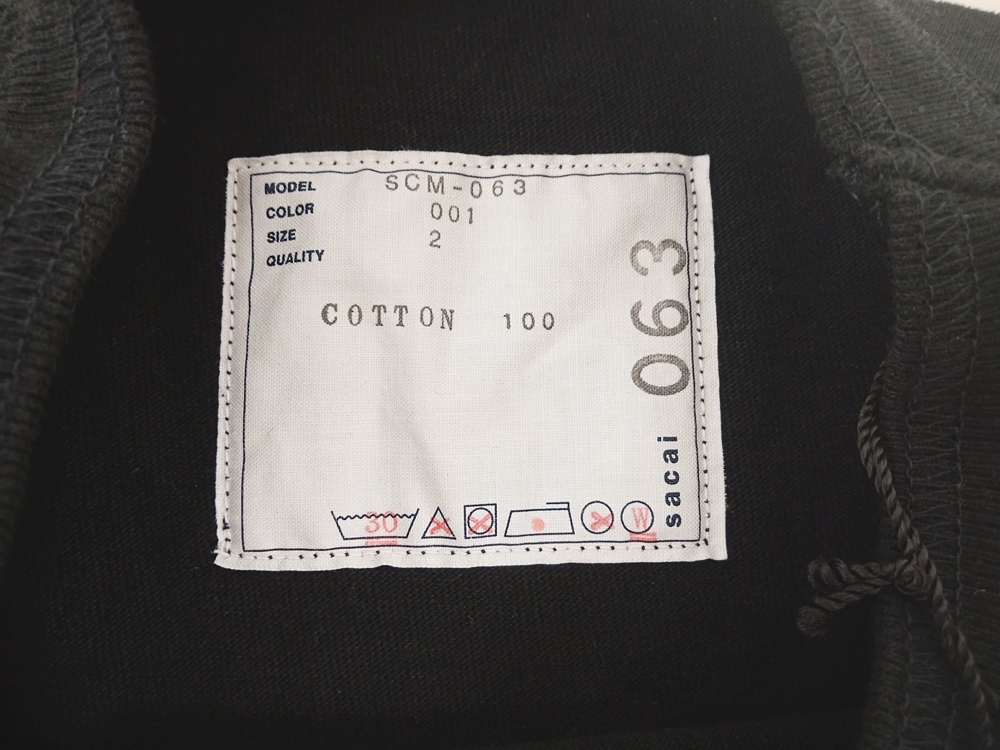 MODEL SCM-063
COLOR 001
SIZE 2
QUALITY
COTTON 100
sacai 063
30 W